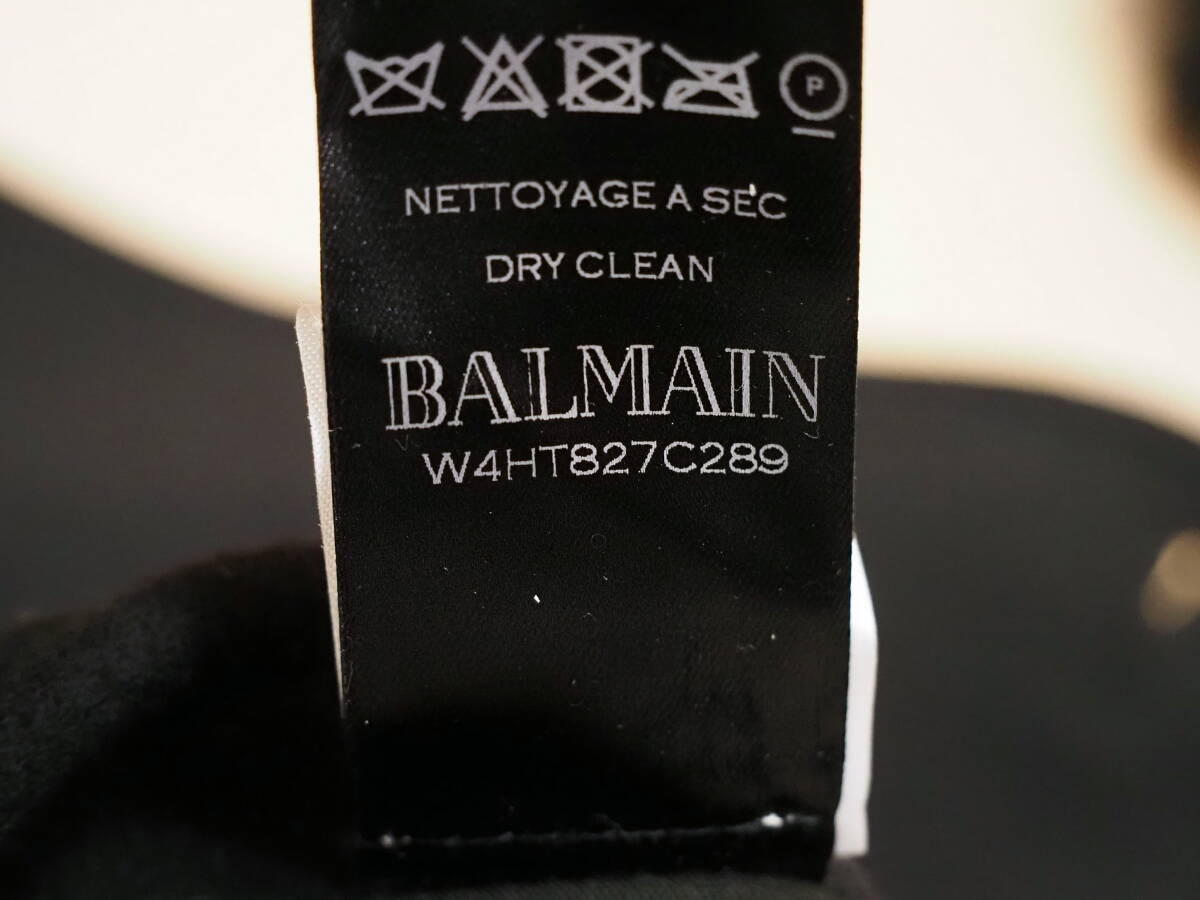 P
NETTOYAGE A SEC
DRY CLEAN
BALMAIN
W4HT827C289